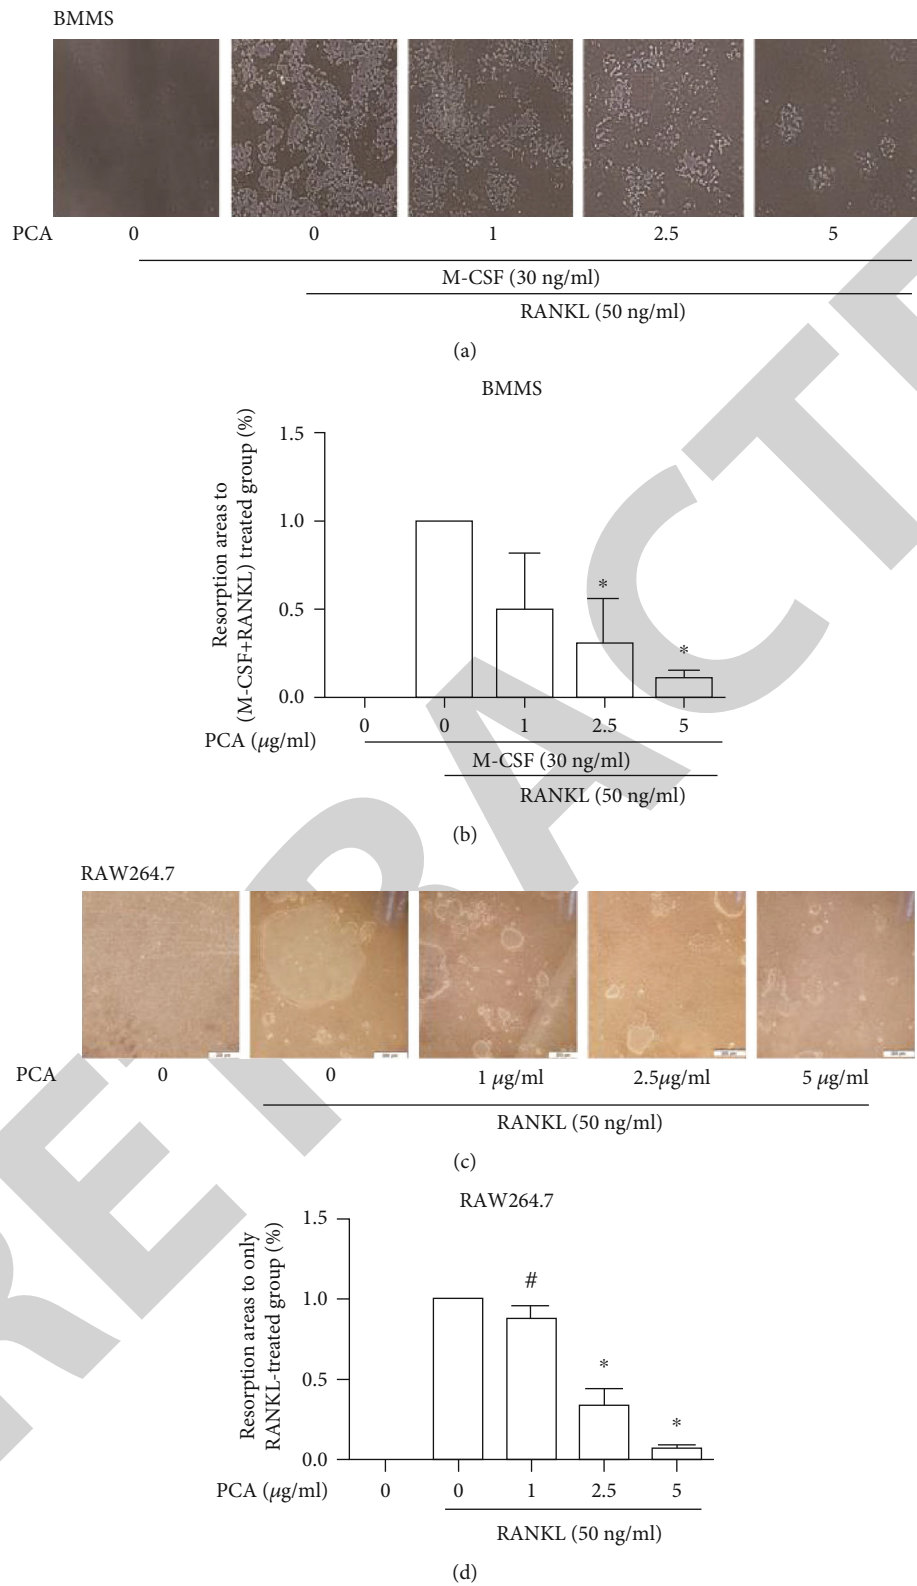 BMMS
PCA 0 0 1 2.5 5
M-CSF (30 ng/ml)
RANKL (50 ng/ml)
(a)
BMMS
Resorption areas to
(M-CSF+RANKL) treated group (%)
1.5
1.0
0.5
0.0
*
*
0 0 1 2.5 5
PCA (μg/ml)
M-CSF (30 ng/ml)
RANKL (50 ng/ml)
(b)
RAW264.7
PCA 0 0 1 μg/ml 2.5μg/ml 5 μg/ml
RANKL (50 ng/ml)
(c)
RAW264.7
Resorption areas to only
RANKL-treated group (%)
1.5
1.0
0.5
0.0
#
*
*
PCA (μg/ml) 0 0 1 2.5 5
RANKL (50 ng/ml)
(d)